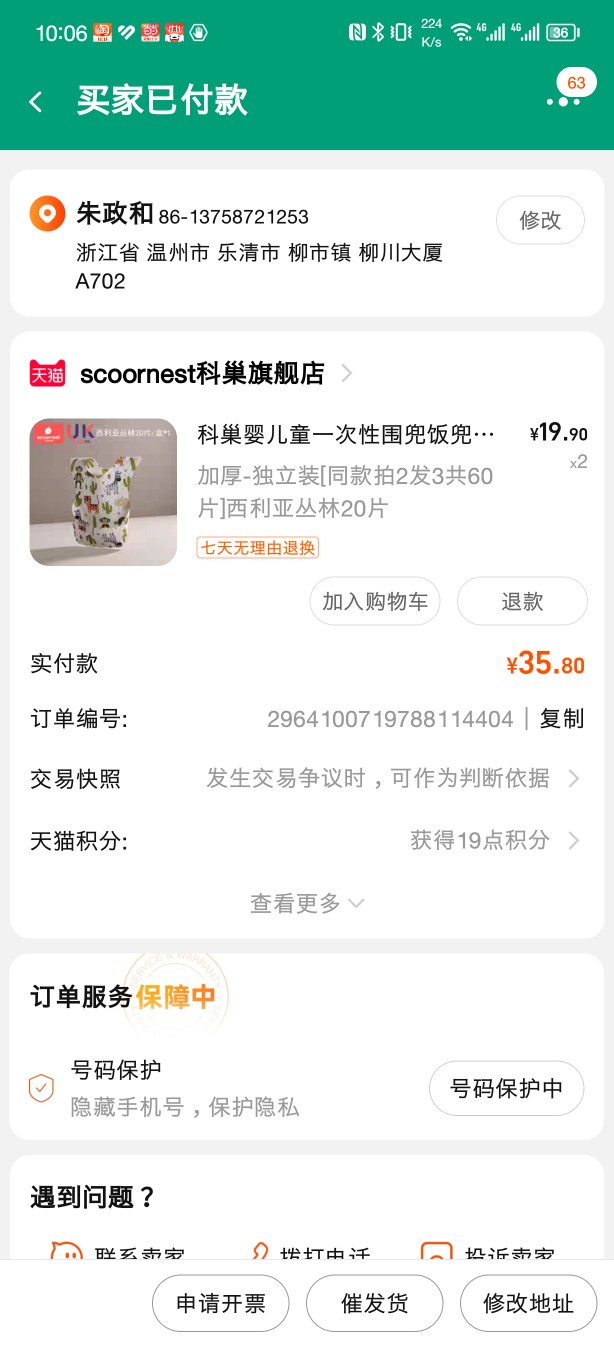 10:06
224
K/s
4G
4G
36
买家已付款
63
朱政和 86-13758721253
修改
浙江省 温州市 乐清市 柳市镇 柳川大厦
A702
天猫 scoornest科巢旗舰店
UK 西利亚丛林20片/盒*1
科巢婴儿童一次性围兜饭兜… ¥19.90
x2
加厚-独立装[同款拍2发3共60
片]西利亚丛林20片
七天无理由退换
加入购物车 退款
实付款 ¥35.80
订单编号: 2964100719788114404 | 复制
交易快照 发生交易争议时，可作为判断依据
天猫积分: 获得19点积分
查看更多
SERVICE & WARRANTY
订单服务保障中
号码保护
隐藏手机号，保护隐私
号码保护中
遇到问题？
联系卖家 拨打电话 投诉卖家
申请开票 催发货 修改地址